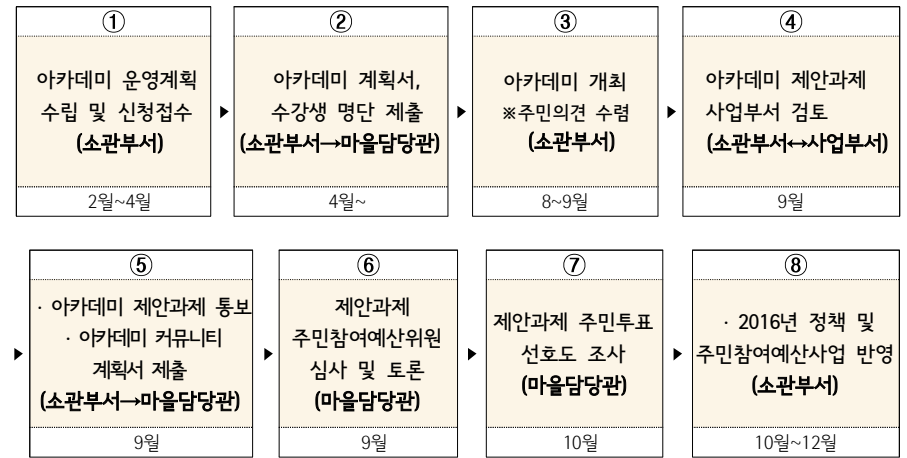 ①
아카데미 운영계획
수립 및 신청접수
(소관부서)
2월~4월
②
아카데미 계획서,
수강생 명단 제출
(소관부서→마을담당관)
4월~
③
아카데미 개최
※주민의견 수렴
(소관부서)
8~9월
④
아카데미 제안과제
사업부서 검토
(소관부서↔사업부서)
9월
⑤
· 아카데미 제안과제 통보
· 아카데미 커뮤니티
계획서 제출
(소관부서→마을담당관)
9월
⑥
제안과제
주민참여예산위원
심사 및 토론
(마을담당관)
9월
⑦
제안과제 주민투표
선호도 조사
(마을담당관)
10월
⑧
· 2016년 정책 및
주민참여예산사업 반영
(소관부서)
10월~12월